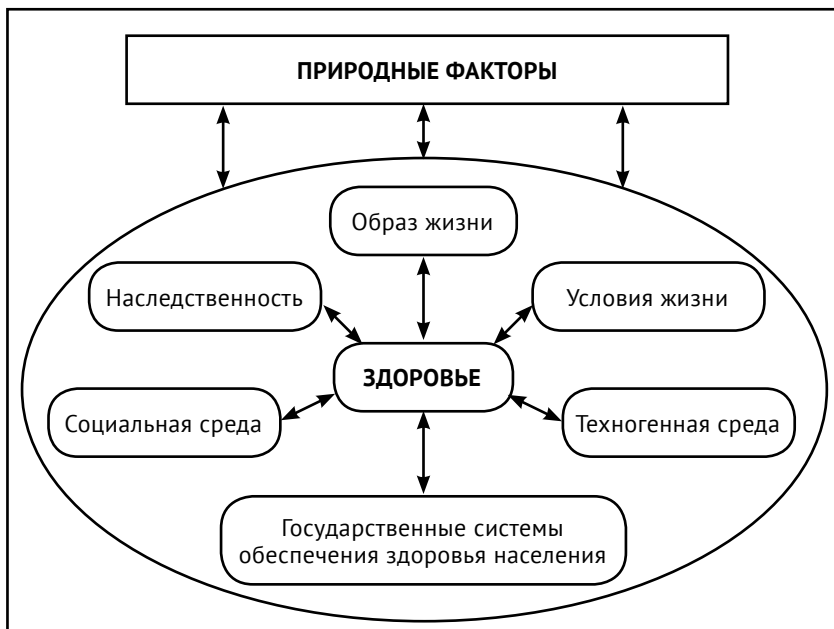 ПРИРОДНЫЕ ФАКТОРЫ
Образ жизни
Наследственность
Условия жизни
ЗДОРОВЬЕ
Социальная среда
Техногенная среда
Государственные системы
обеспечения здоровья населения